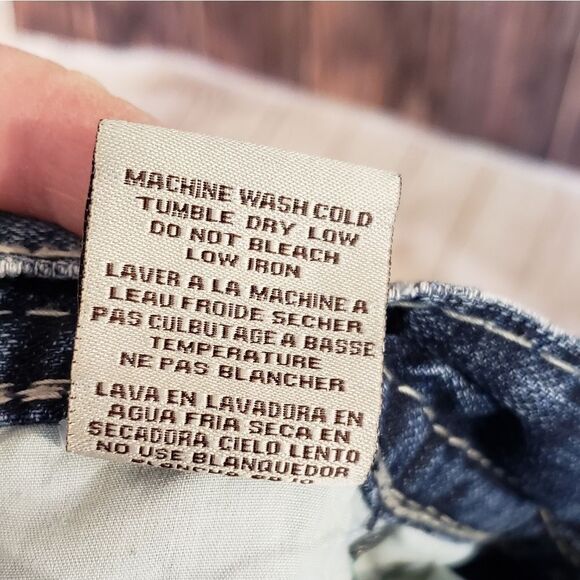 MACHINE WASH COLD
TUMBLE DRY LOW
DO NOT BLEACH
LOW IRON
LAVER A LA MACHINE A
LEAU FROIDE SECHER
PAS CULBUTAGE A BASSE
TEMPERATURE
NE PAS BLANCHER
LAVA EN LAVADORA EN
AGUA FRIA SECA EN
SECADORA CIELO LENTO
NO USE BLANQUEDOR